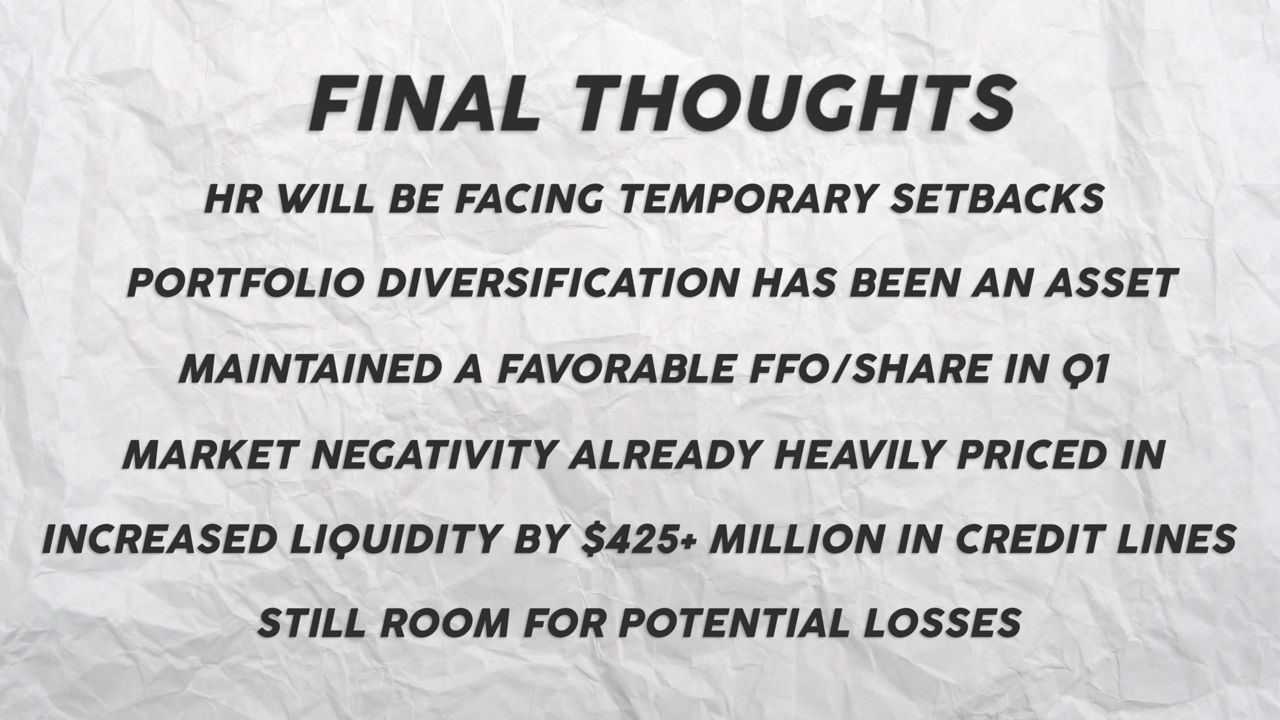 FINAL THOUGHTS
HR WILL BE FACING TEMPORARY SETBACKS
PORTFOLIO DIVERSIFICATION HAS BEEN AN ASSET
MAINTAINED A FAVORABLE FFO/SHARE IN Q1
MARKET NEGATIVITY ALREADY HEAVILY PRICED IN
INCREASED LIQUIDITY BY $425+ MILLION IN CREDIT LINES
STILL ROOM FOR POTENTIAL LOSSES